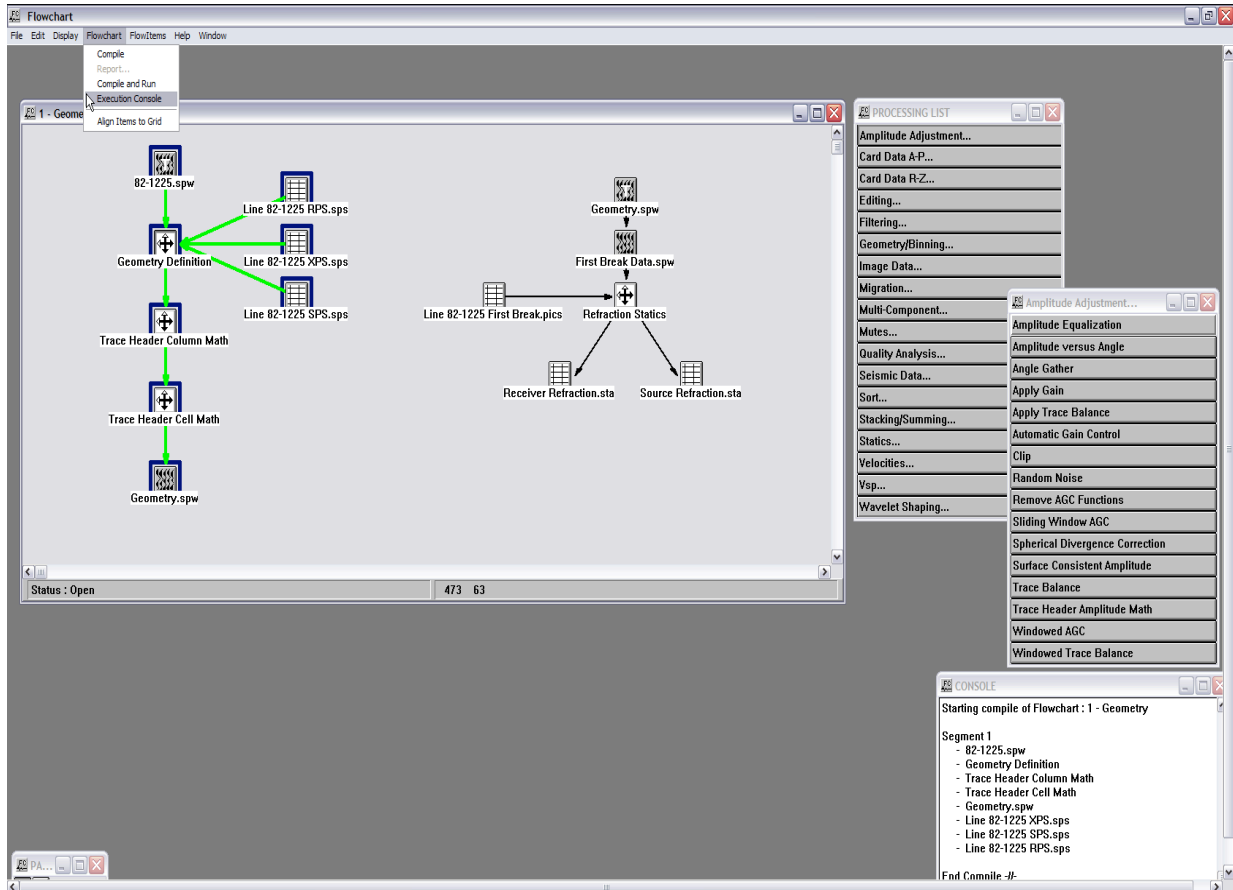 Flowchart
File Edit Display Flowchart FlowItems Help Window
Compile
Report...
Compile and Run
Execution Console
Align Items to Grid
1 - Geome
82-1225.spw
Line 82-1225 RPS.sps
Geometry Definition
Line 82-1225 XPS.sps
Line 82-1225 SPS.sps
Trace Header Column Math
Trace Header Cell Math
Geometry.spw
Geometry.spw
First Break Data.spw
Line 82-1225 First Break.pics
Refraction Statics
Receiver Refraction.sta
Source Refraction.sta
Status : Open
473 63
PROCESSING LIST
Amplitude Adjustment...
Card Data A-P...
Card Data R-Z...
Editing...
Filtering...
Geometry/Binning...
Image Data...
Migration...
Multi-Component...
Mutes...
Quality Analysis...
Seismic Data...
Sort...
Stacking/Summing...
Statics...
Velocities...
Vsp...
Wavelet Shaping...
Amplitude Adjustment...
Amplitude Equalization
Amplitude versus Angle
Angle Gather
Apply Gain
Apply Trace Balance
Automatic Gain Control
Clip
Random Noise
Remove AGC Functions
Sliding Window AGC
Spherical Divergence Correction
Surface Consistent Amplitude
Trace Balance
Trace Header Amplitude Math
Windowed AGC
Windowed Trace Balance
CONSOLE
Starting compile of Flowchart : 1 - Geometry
Segment 1
- 82-1225.spw
- Geometry Definition
- Trace Header Column Math
- Trace Header Cell Math
- Geometry.spw
- Line 82-1225 XPS.sps
- Line 82-1225 SPS.sps
- Line 82-1225 RPS.sps
End Compile -//-
PA...